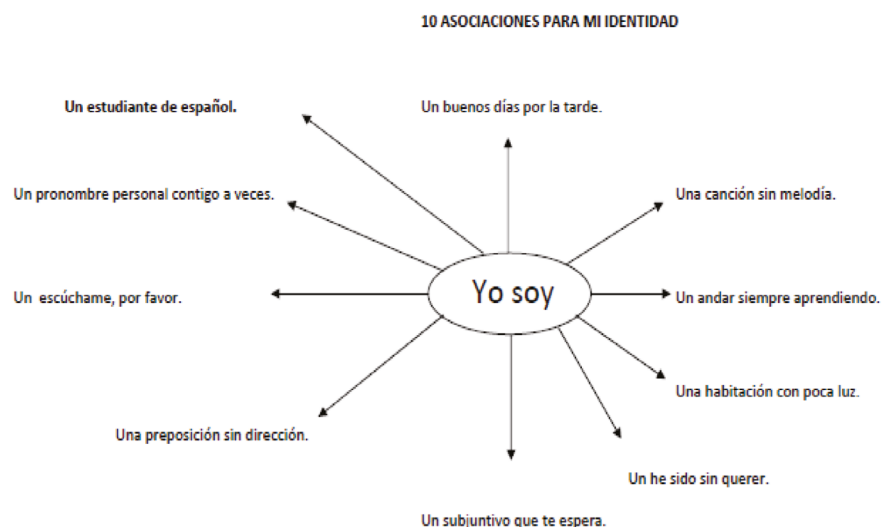 10 ASOCIACIONES PARA MI IDENTIDAD
Un estudiante de español.
Un buenos días por la tarde.
Un pronombre personal contigo a veces.
Una canción sin melodía.
Yo soy
Un escúchame, por favor.
Un andar siempre aprendiendo.
Una habitación con poca luz.
Una preposición sin dirección.
Un he sido sin querer.
Un subjuntivo que te espera.